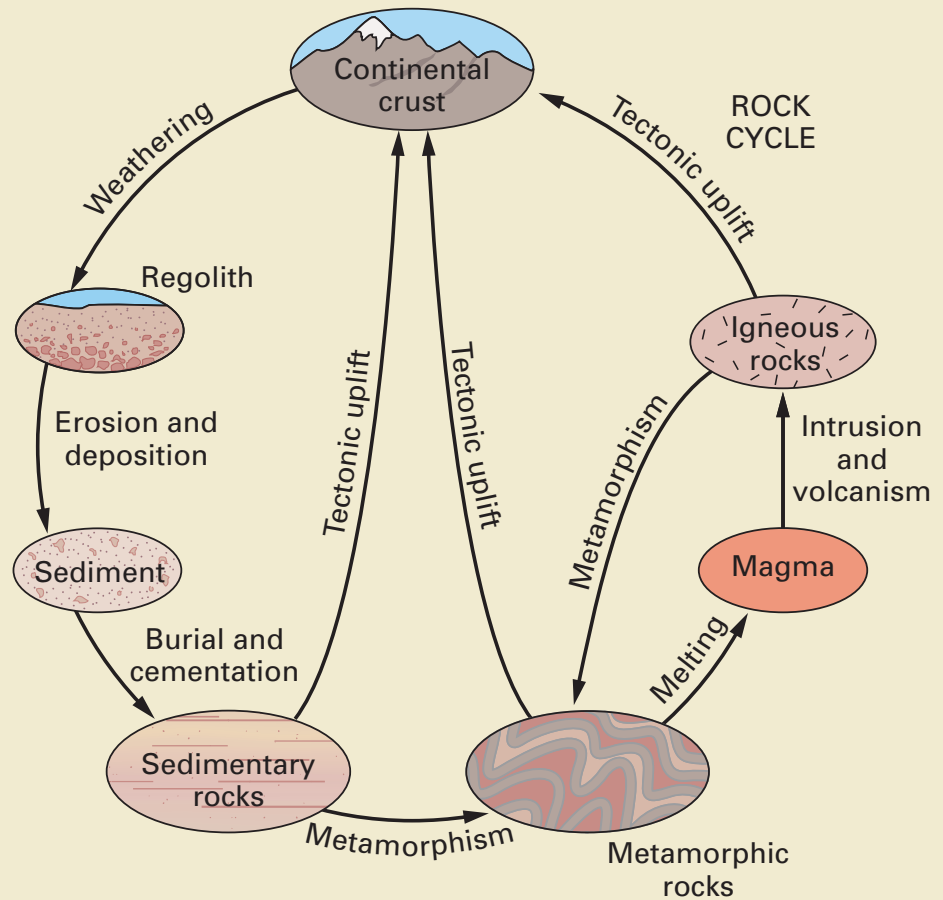 Continental
crust
ROCK
CYCLE
Weathering
Tectonic uplift
Regolith
Igneous
rocks
Erosion and
deposition
Tectonic uplift
Tectonic uplift
Metamorphism
Intrusion
and
volcanism
Sediment
Magma
Burial and
cementation
Melting
Sedimentary
rocks
Metamorphism
Metamorphic
rocks